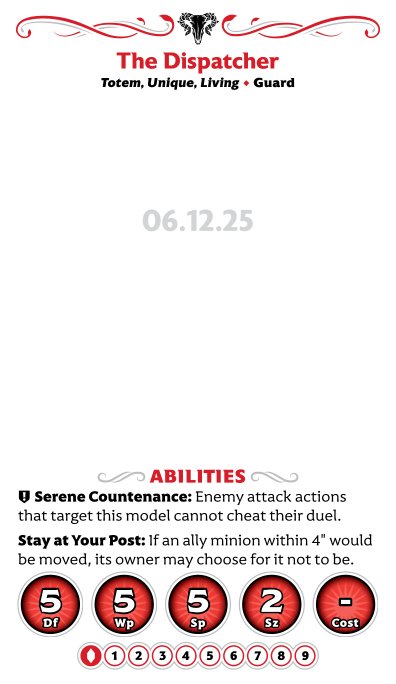 The Dispatcher
Totem, Unique, Living ♦ Guard
06.12.25
ABILITIES
Serene Countenance: Enemy attack actions
that target this model cannot cheat their duel.
Stay at Your Post: If an ally minion within 4" would
be moved, its owner may choose for it not to be.
5 5 5 2 -
Df Wp Sp Sz Cost
1 2 3 4 5 6 7 8 9